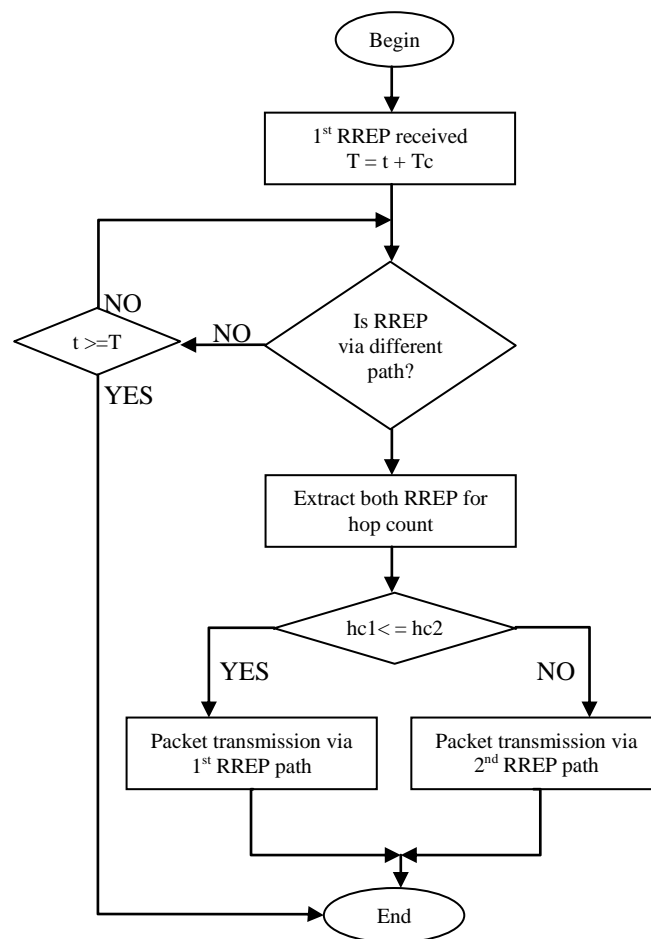 Begin
1st RREP received
T = t + Tc
NO
t >=T
NO
Is RREP
via different
path?
YES
Extract both RREP for
hop count
hc1< = hc2
YES
NO
Packet transmission via
1st RREP path
Packet transmission via
2nd RREP path
End